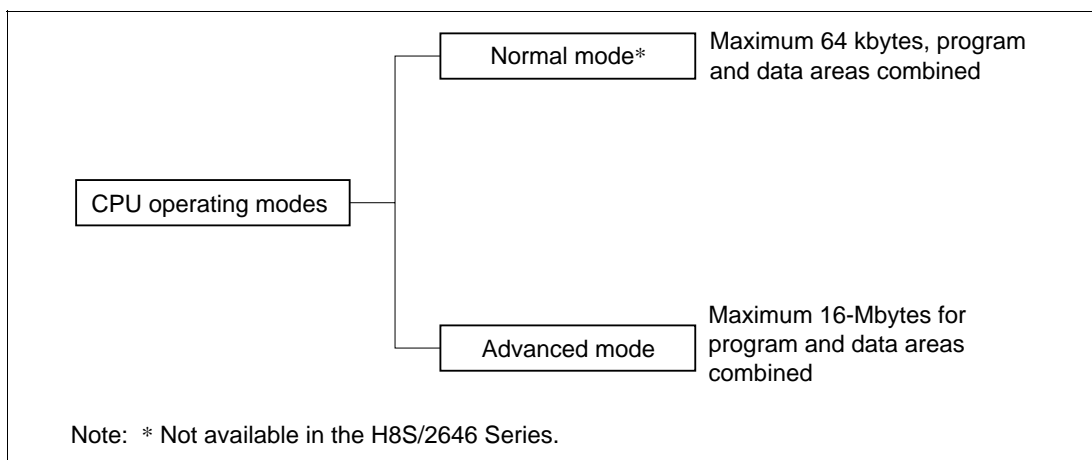 Normal mode*
Maximum 64 kbytes, program
and data areas combined
CPU operating modes
Advanced mode
Maximum 16-Mbytes for
program and data areas
combined
Note: * Not available in the H8S/2646 Series.